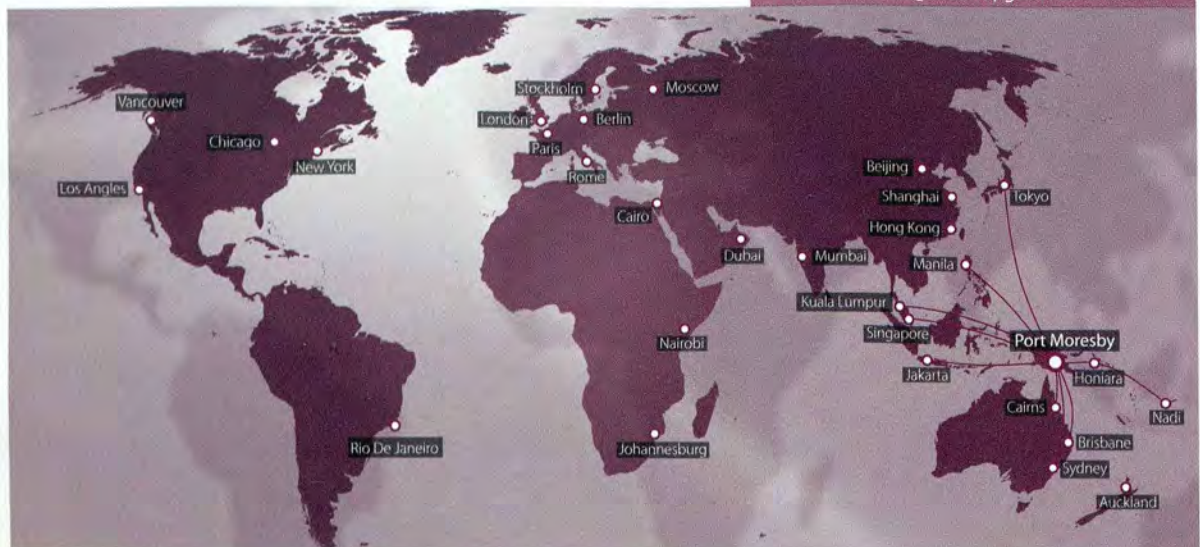 Vancouver
Chicago
New York
Los Angles
Stockholm
Moscow
London
Berlin
Paris
Rome
Cairo
Dubai
Mumbai
Nairobi
Johannesburg
Rio De Janeiro
Beijing
Shanghai
Tokyo
Hong Kong
Manila
Kuala Lumpur
Singapore
Port Moresby
Jakarta
Honiara
Cairns
Nadi
Brisbane
Sydney
Auckland